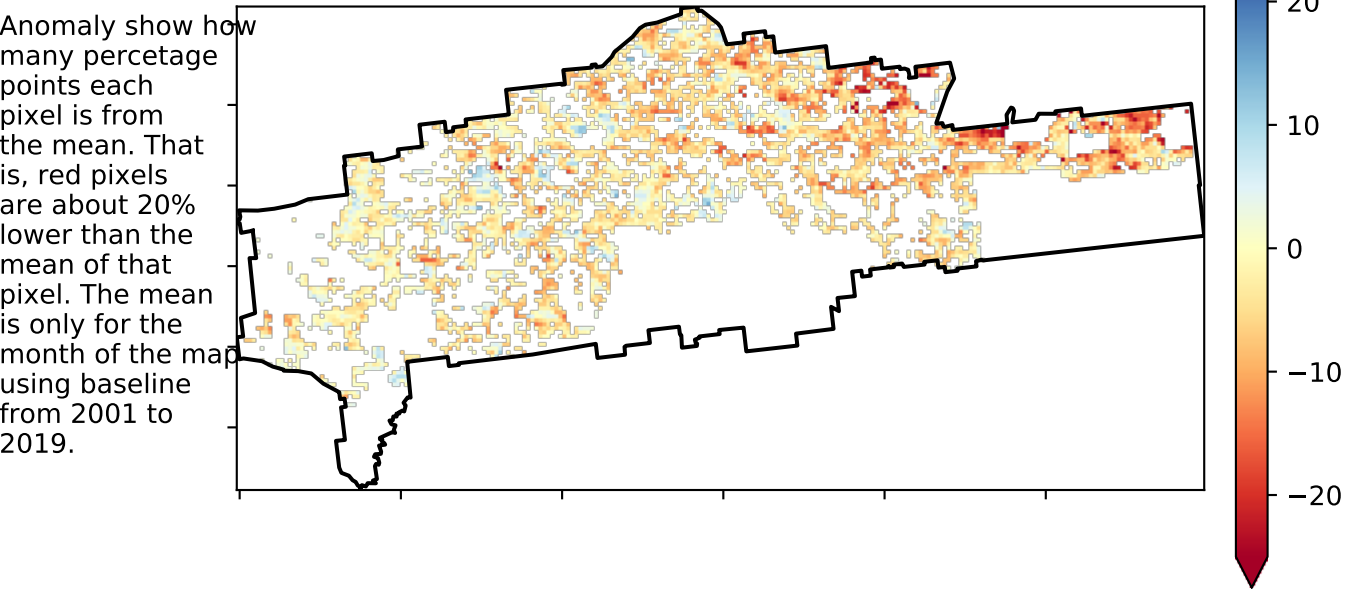 Anomaly show how
many percetage
points each
pixel is from
the mean. That
is, red pixels
are about 20%
lower than the
mean of that
pixel. The mean
is only for the
month of the map
using baseline
from 2001 to
2019.
20
10
0
−10
−20